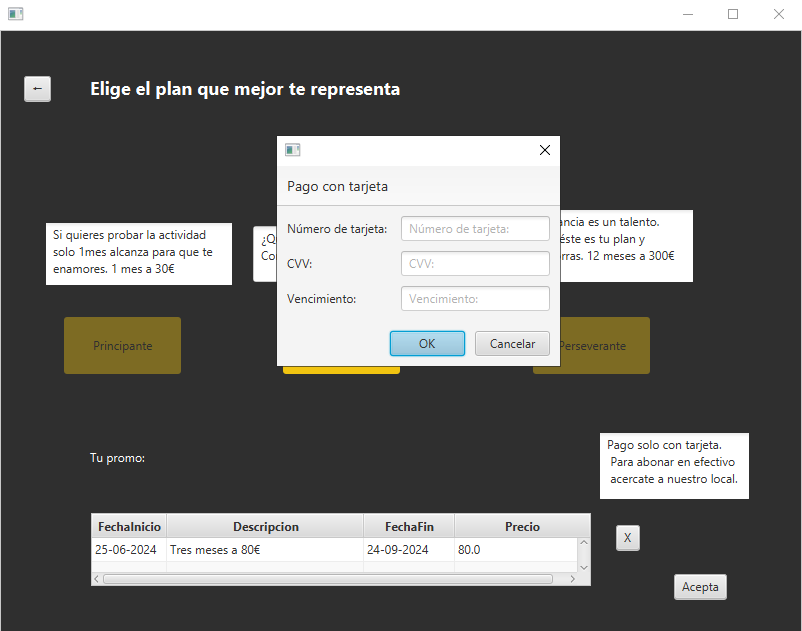 ←
Elige el plan que mejor te representa
Pago con tarjeta
Número de tarjeta:
Número de tarjeta:
CVV:
CVV:
Vencimiento:
Vencimiento:
OK
Cancelar
Si quieres probar la actividad
solo 1mes alcanza para que te
enamores. 1 mes a 30€
es un talento.
éste es tu plan y
12 meses a 300€
Principante
Perseverante
Tu promo:
Pago solo con tarjeta.
Para abonar en efectivo
acercate a nuestro local.
FechaInicio Descripcion FechaFin Precio
25-06-2024 Tres meses a 80€ 24-09-2024 80.0
X
Acepta